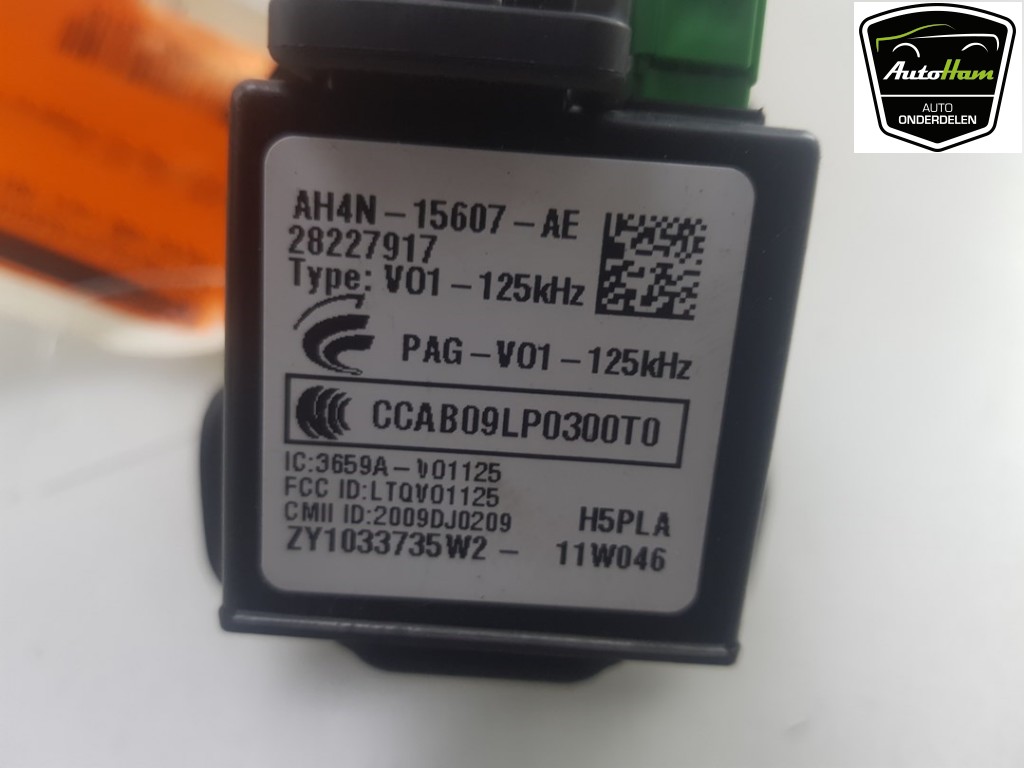 AH4N-15607-AE
28227917
Type: V01-125kHz
PAG-V01-125kHz
CCAB09LP0300T0
IC:3659A-V01125
FCC ID:LTQV01125
CMII ID:2009DJ0209
H5PLA
ZY1033735W2- 11W046
AutoHam
AUTO
ONDERDELEN